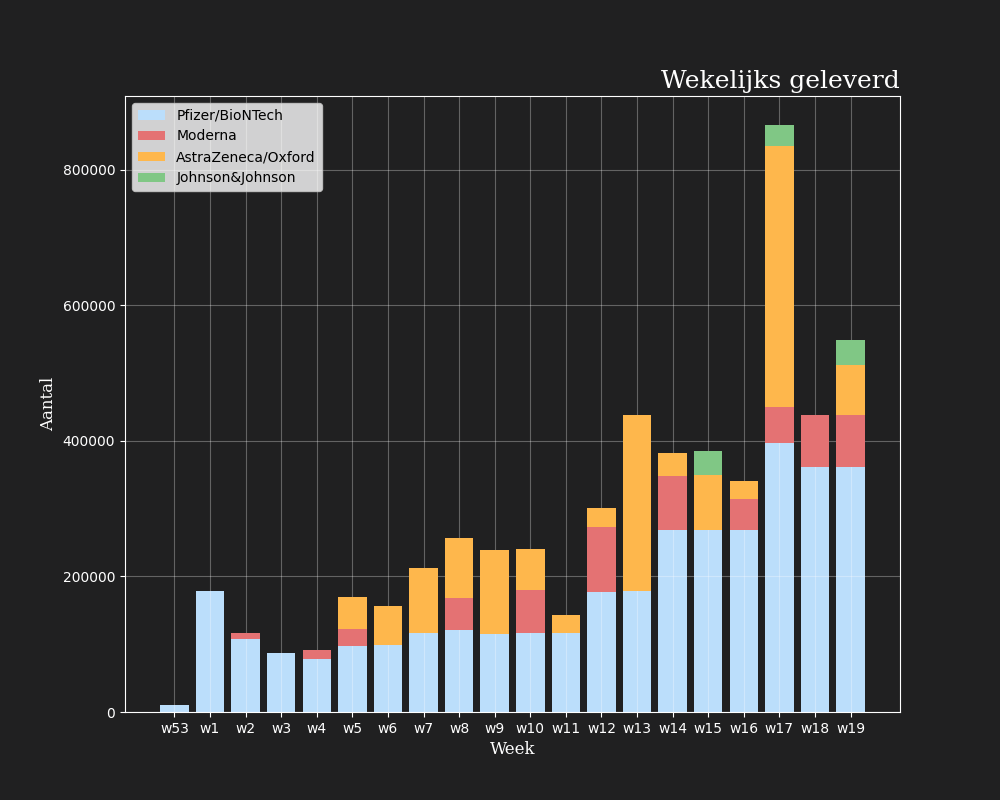 Wekelijks geleverd
Pfizer/BioNTech
Moderna
AstraZeneca/Oxford
Johnson&Johnson
800000
600000
400000
200000
0
Aantal
w53 w1 w2 w3 w4 w5 w6 w7 w8 w9 w10 w11 w12 w13 w14 w15 w16 w17 w18 w19
Week